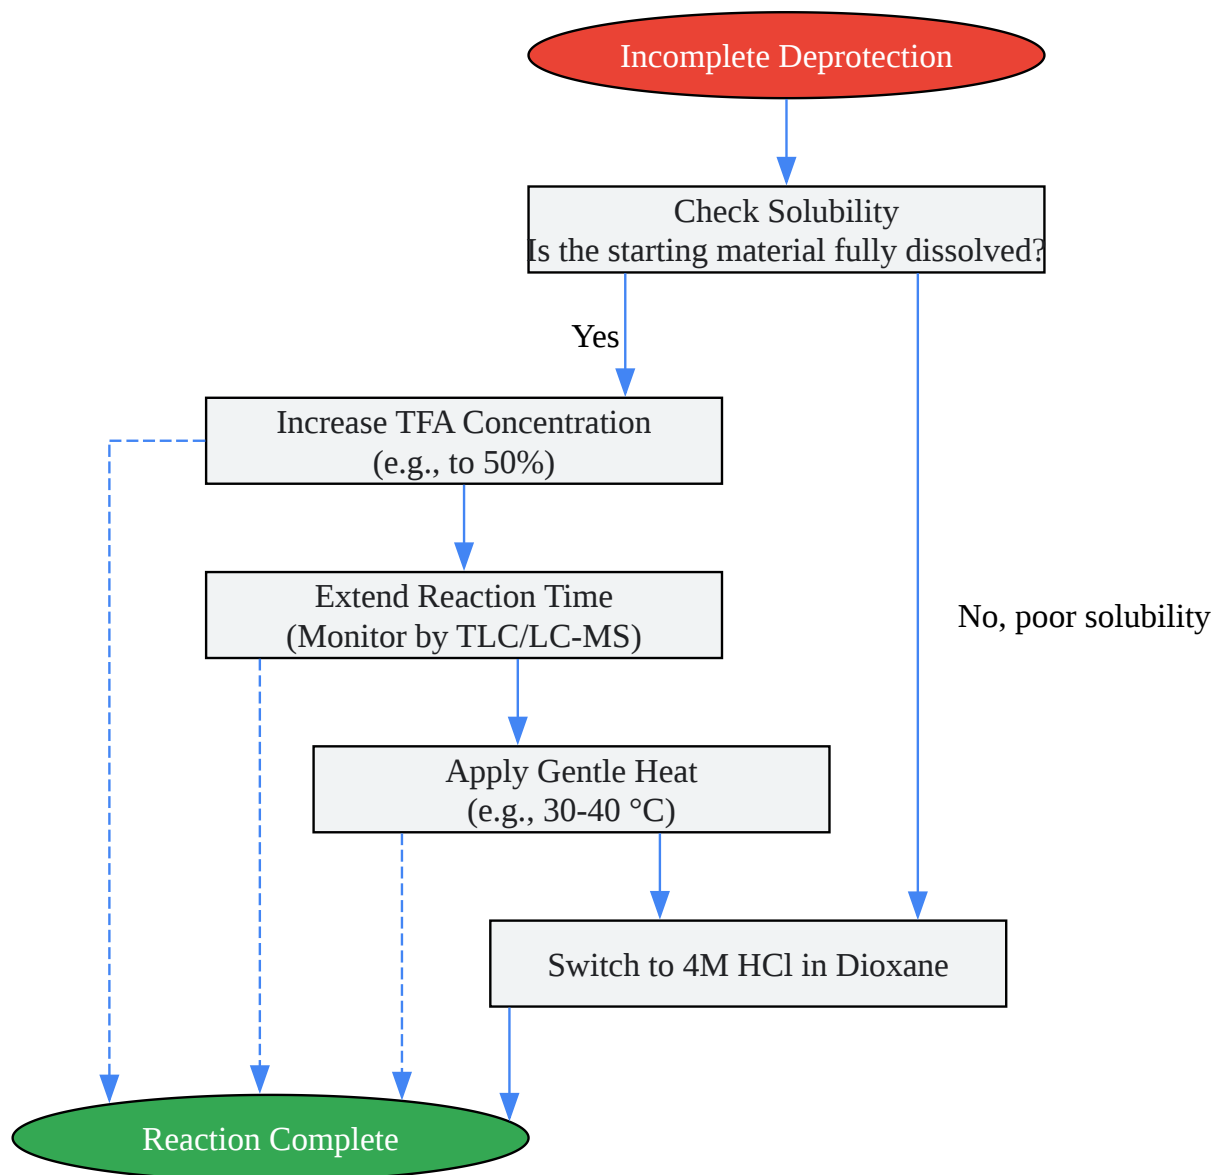 Incomplete Deprotection
Check Solubility
Is the starting material fully dissolved?
Yes
Increase TFA Concentration
(e.g., to 50%)
Extend Reaction Time
(Monitor by TLC/LC-MS)
No, poor solubility
Apply Gentle Heat
(e.g., 30-40 °C)
Switch to 4M HCl in Dioxane
Reaction Complete